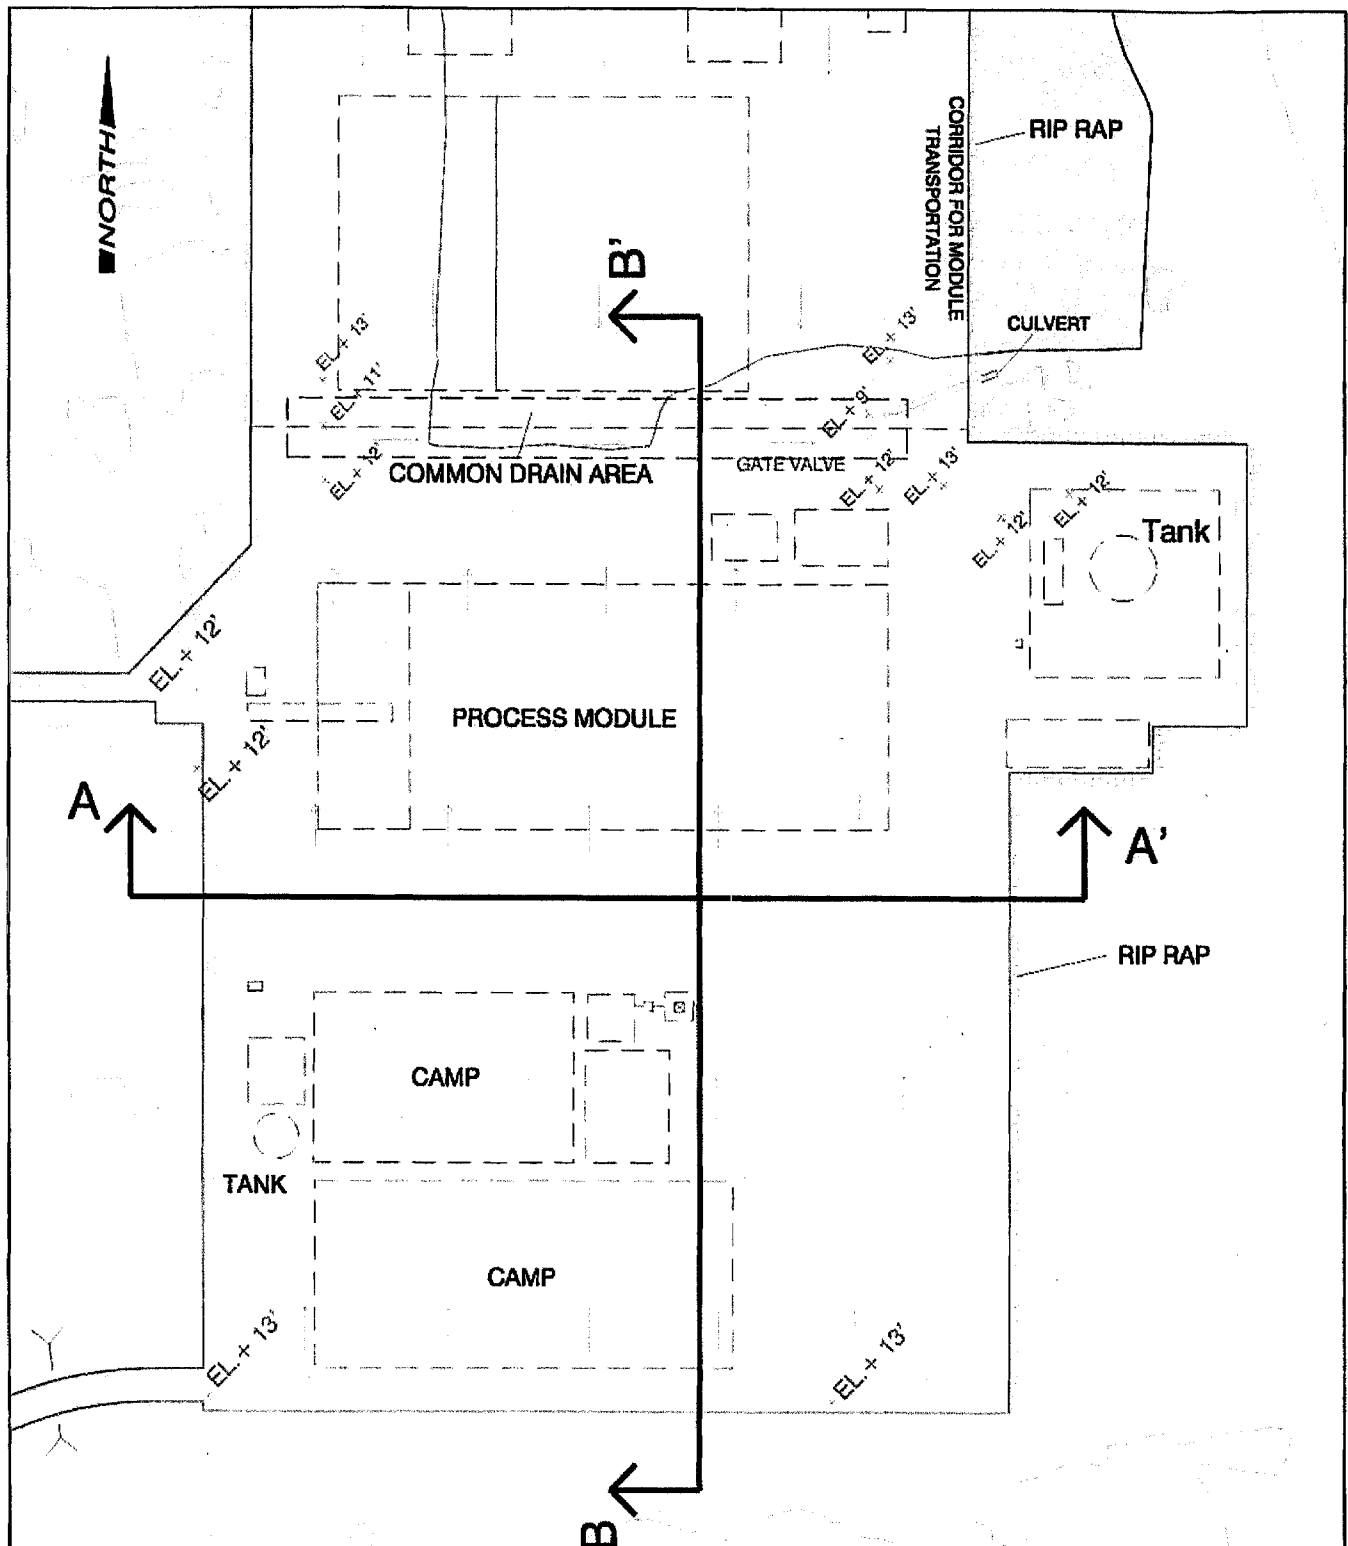 NORTH
CORRIDOR FOR MODULE
TRANSPORTATION
RIP RAP
B'
CULVERT
EL. + 13'
EL. + 13'
EL. + 11'
EL. + 9'
EL. + 12'
COMMON DRAIN AREA
GATE VALVE
EL. + 12'
EL. + 13'
EL. + 12'
EL. + 12'
Tank
EL. + 12'
PROCESS MODULE
EL. + 12'
A
A'
RIP RAP
CAMP
TANK
CAMP
EL. + 13'
EL. + 13'
B